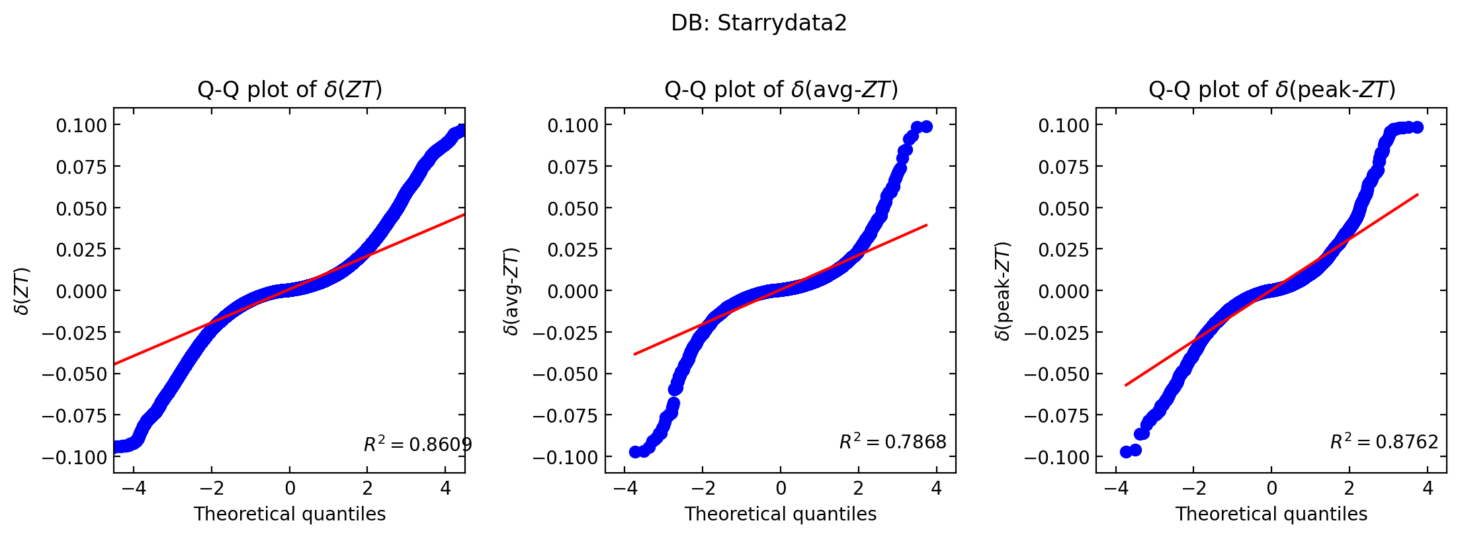 DB: Starrydata2
Q-Q plot of δ(ZT)
0.100
0.075
0.050
0.025
0.000
−0.025
−0.050
−0.075
−0.100
δ(ZT)
R² = 0.8609
−4 −2 0 2 4
Theoretical quantiles
Q-Q plot of δ(avg-ZT)
0.100
0.075
0.050
0.025
0.000
−0.025
−0.050
−0.075
−0.100
δ(avg-ZT)
R² = 0.7868
−4 −2 0 2 4
Theoretical quantiles
Q-Q plot of δ(peak-ZT)
0.100
0.075
0.050
0.025
0.000
−0.025
−0.050
−0.075
−0.100
δ(peak-ZT)
R² = 0.8762
−4 −2 0 2 4
Theoretical quantiles